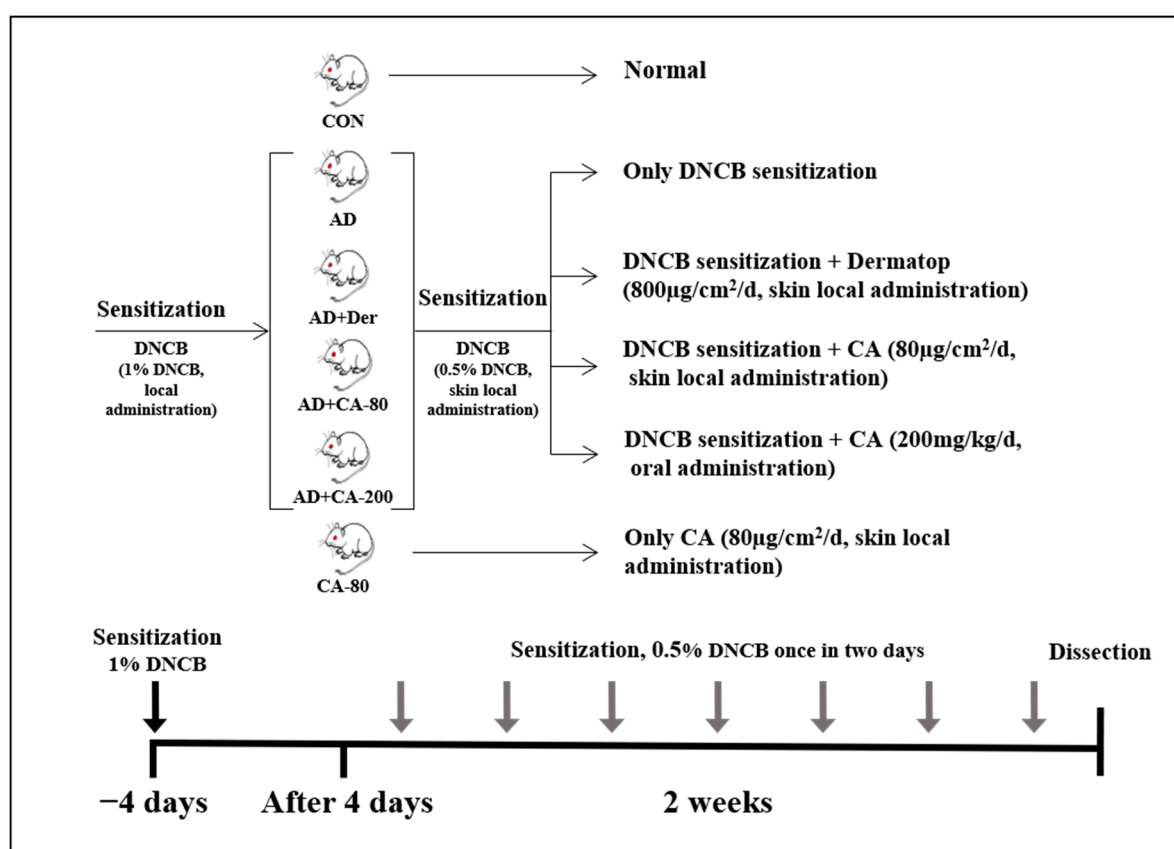 CON
Normal
AD
Only DNCB sensitization
AD+Der
DNCB sensitization + Dermatop
(800µg/cm²/d, skin local administration)
Sensitization
DNCB
(1% DNCB,
local
administration)
Sensitization
DNCB
(0.5% DNCB,
skin local
administration)
AD+CA-80
DNCB sensitization + CA (80µg/cm²/d,
skin local administration)
AD+CA-200
DNCB sensitization + CA (200mg/kg/d,
oral administration)
CA-80
Only CA (80µg/cm²/d, skin local
administration)
Sensitization
1% DNCB
Sensitization, 0.5% DNCB once in two days
Dissection
−4 days
After 4 days
2 weeks